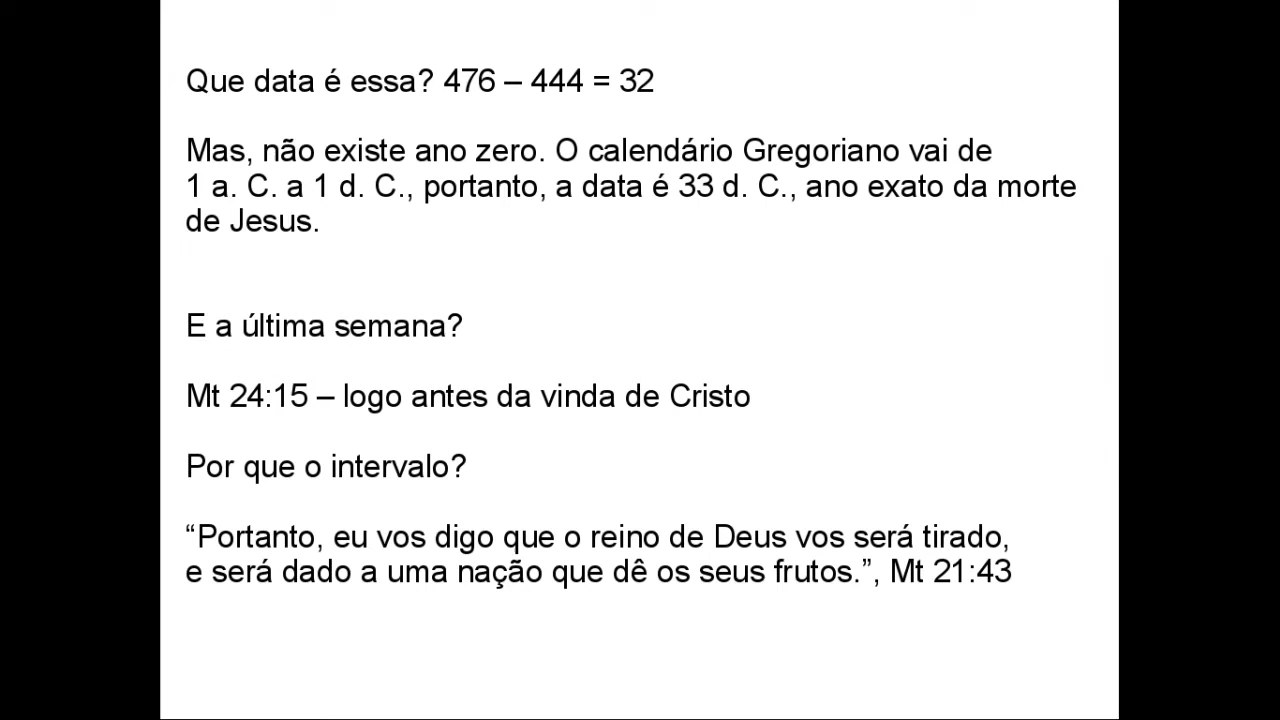 Que data é essa? 476 – 444 = 32
Mas, não existe ano zero. O calendário Gregoriano vai de
1 a. C. a 1 d. C., portanto, a data é 33 d. C., ano exato da morte
de Jesus.
E a última semana?
Mt 24:15 – logo antes da vinda de Cristo
Por que o intervalo?
“Portanto, eu vos digo que o reino de Deus vos será tirado,
e será dado a uma nação que dê os seus frutos.”, Mt 21:43